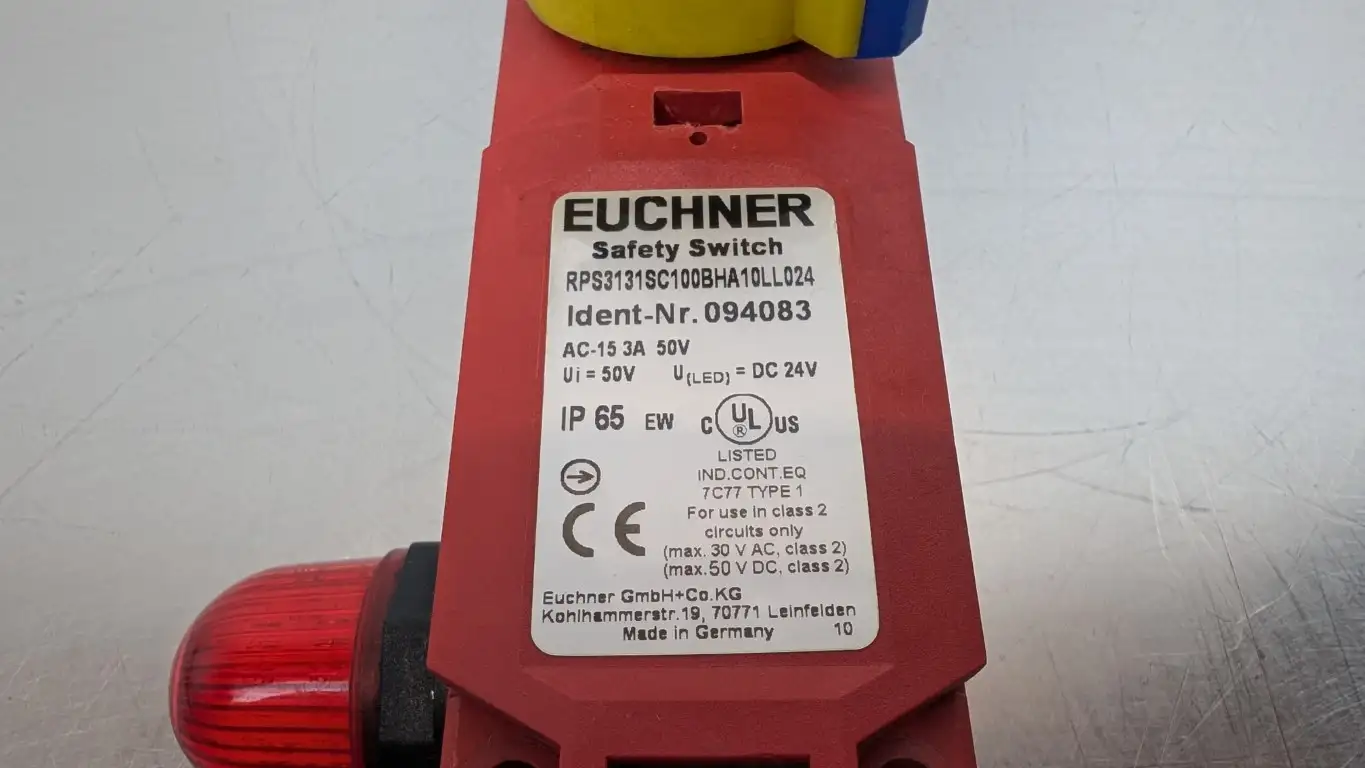 EUCHNER
Safety Switch
RPS3131SC100BHA10LL024
Ident-Nr. 094083
AC-15 3A 50V
Ui = 50V U(LED) = DC 24V
IP 65 EW C UL ® US
LISTED
IND.CONT.EQ
7C77 TYPE 1
CE
For use in class 2
circuits only
(max. 30 V AC, class 2)
(max. 50 V DC, class 2)
Euchner GmbH+Co.KG
Kohlhammerstr.19, 70771 Leinfelden
Made in Germany 10